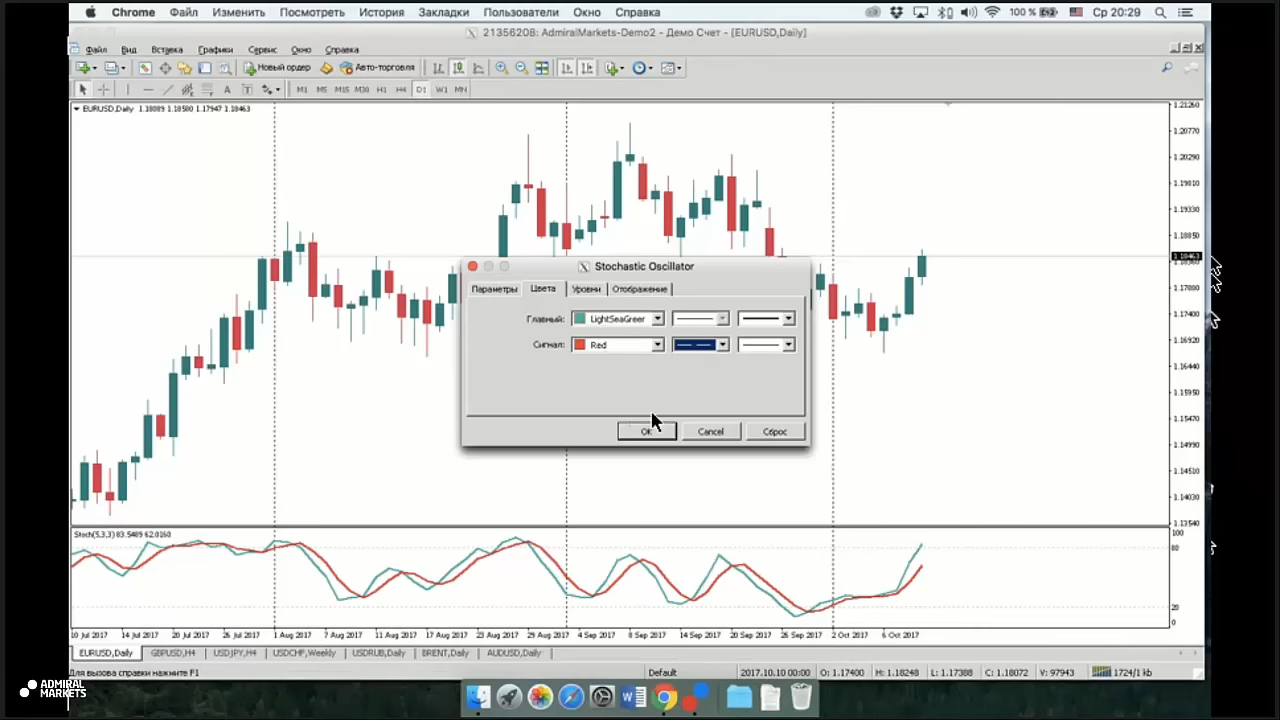 Chrome Файл Изменить Посмотреть История Закладки Пользователи Окно Справка 100 % Ср 20:29
21356208: AdmiralMarkets-Demo2 - Демо Счет - [EURUSD,Daily]
Файл Вид Вставка Графики Сервис Окно Справка
Новый ордер Авто-торговля
A T M1 M5 M15 M30 H1 H4 D1 W1 MN
EURUSD,Daily 1.18089 1.18580 1.17947 1.18463
1.21260
1.20770
1.20290
1.19810
1.19330
1.18850
1.18463
1.17890
1.17400
1.16920
1.16440
1.15950
1.15470
1.14990
1.14510
1.14030
1.13540
Stochastic Oscillator
Параметры Цвета Уровни Отображение
Главный: LightSeaGreer
Сигнал: Red
OK Cancel Сброс
Stoch(5,3,3) 83.5489 62.0160
100
80
20
0
10 Jul 2017 14 Jul 2017 20 Jul 2017 26 Jul 2017 1 Aug 2017 7 Aug 2017 11 Aug 2017 17 Aug 2017 23 Aug 2017 29 Aug 2017 4 Sep 2017 8 Sep 2017 14 Sep 2017 20 Sep 2017 26 Sep 2017 2 Oct 2017 6 Oct 2017
EURUSD,Daily GBPUSD,H4 USDJPY,H4 USDCHF,Weekly USDRUB,Daily BRENT,Daily AUDUSD,Daily
Для вызова справки нажмите F1 Default 2017.10.10 00:00 O: 1.17400 H: 1.18248 L: 1.17388 C: 1.18072 V: 97943 1724/1 kb
ADMIRAL
MARKETS